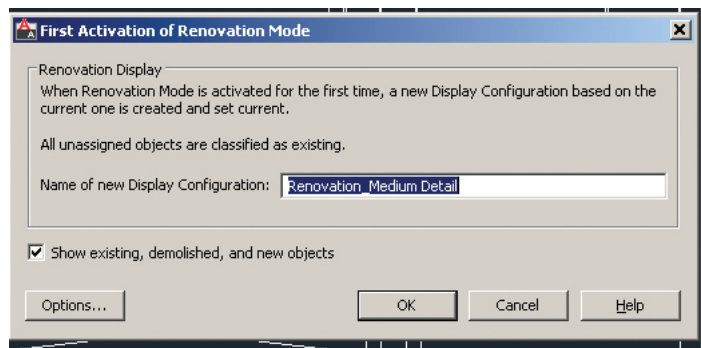 First Activation of Renovation Mode
Renovation Display
When Renovation Mode is activated for the first time, a new Display Configuration based on the
current one is created and set current.
All unassigned objects are classified as existing.
Name of new Display Configuration: Renovation_Medium Detail
Show existing, demolished, and new objects
Options... OK Cancel Help